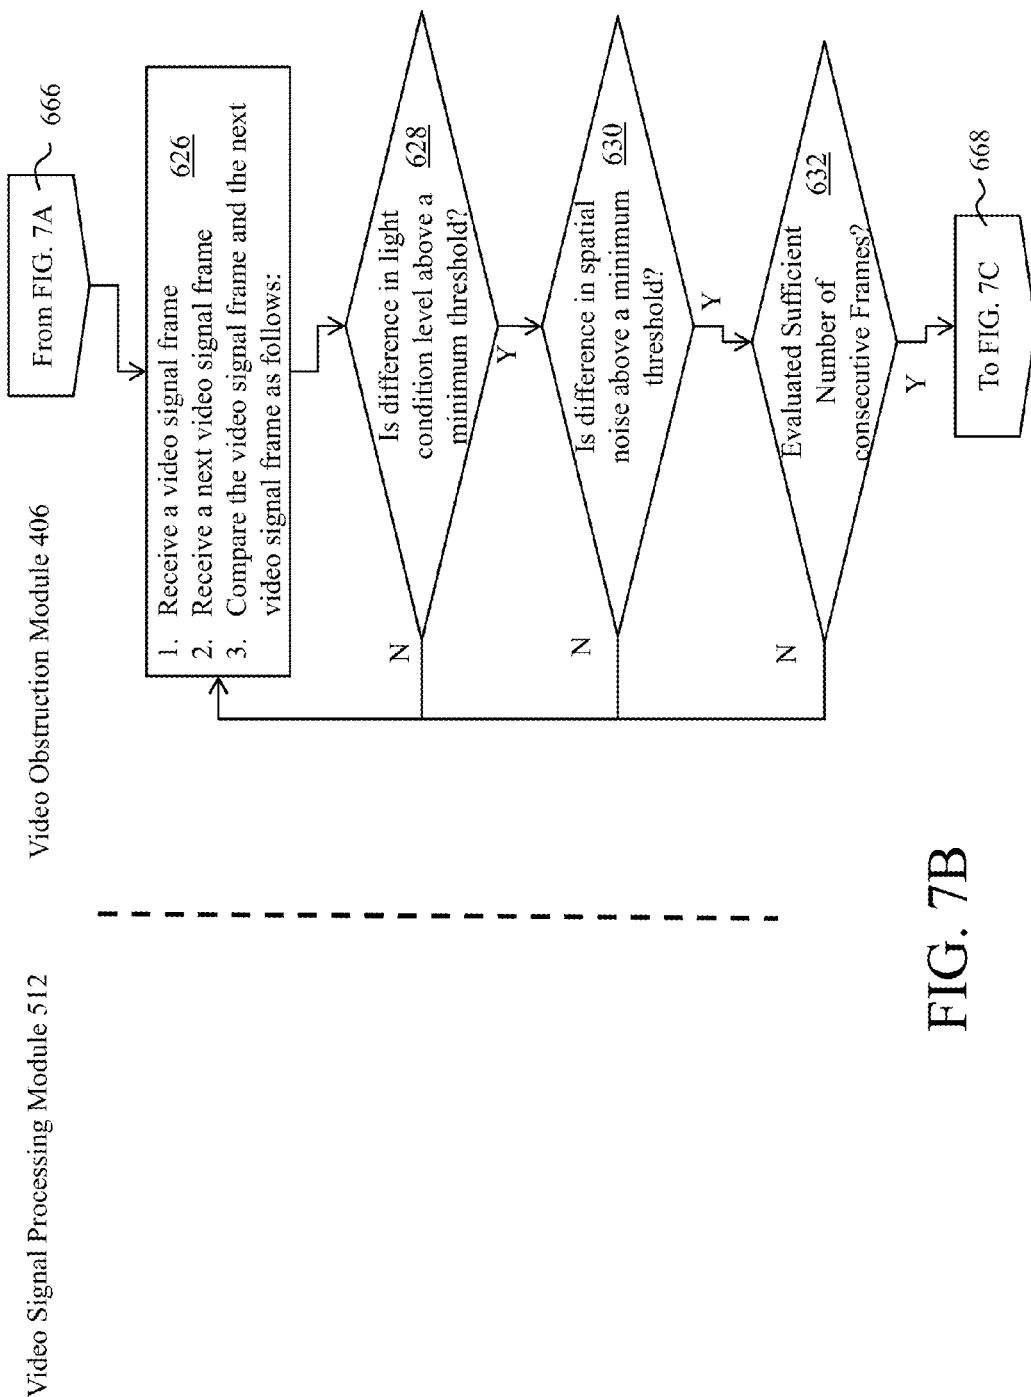 Video Signal Processing Module 512
Video Obstruction Module 406
From FIG. 7A
666
1. Receive a video signal frame
626
2. Receive a next video signal frame
3. Compare the video signal frame and the next
video signal frame as follows:
Is difference in light
628
condition level above a
minimum threshold?
N
Y
Is difference in spatial
630
noise above a minimum
threshold?
N
Y
Evaluated Sufficient
632
Number of
consecutive Frames?
N
Y
To FIG. 7C
668
FIG. 7B